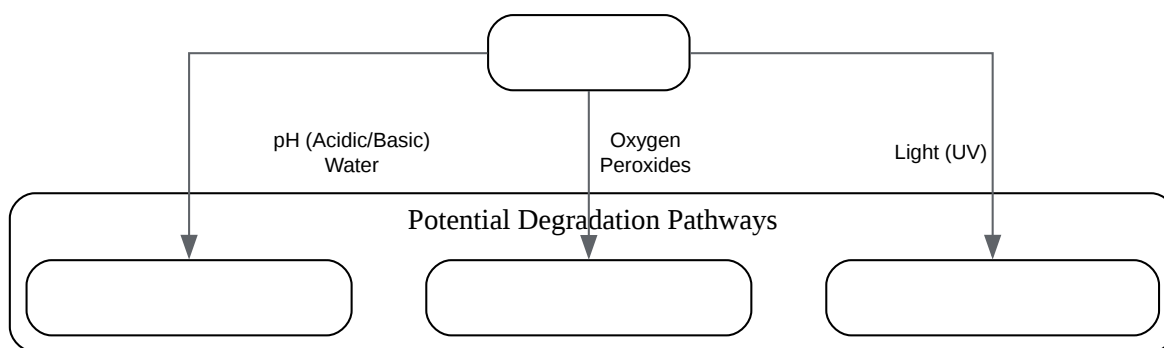 pH (Acidic/Basic)
Water
Oxygen
Peroxides
Light (UV)
Potential Degradation Pathways